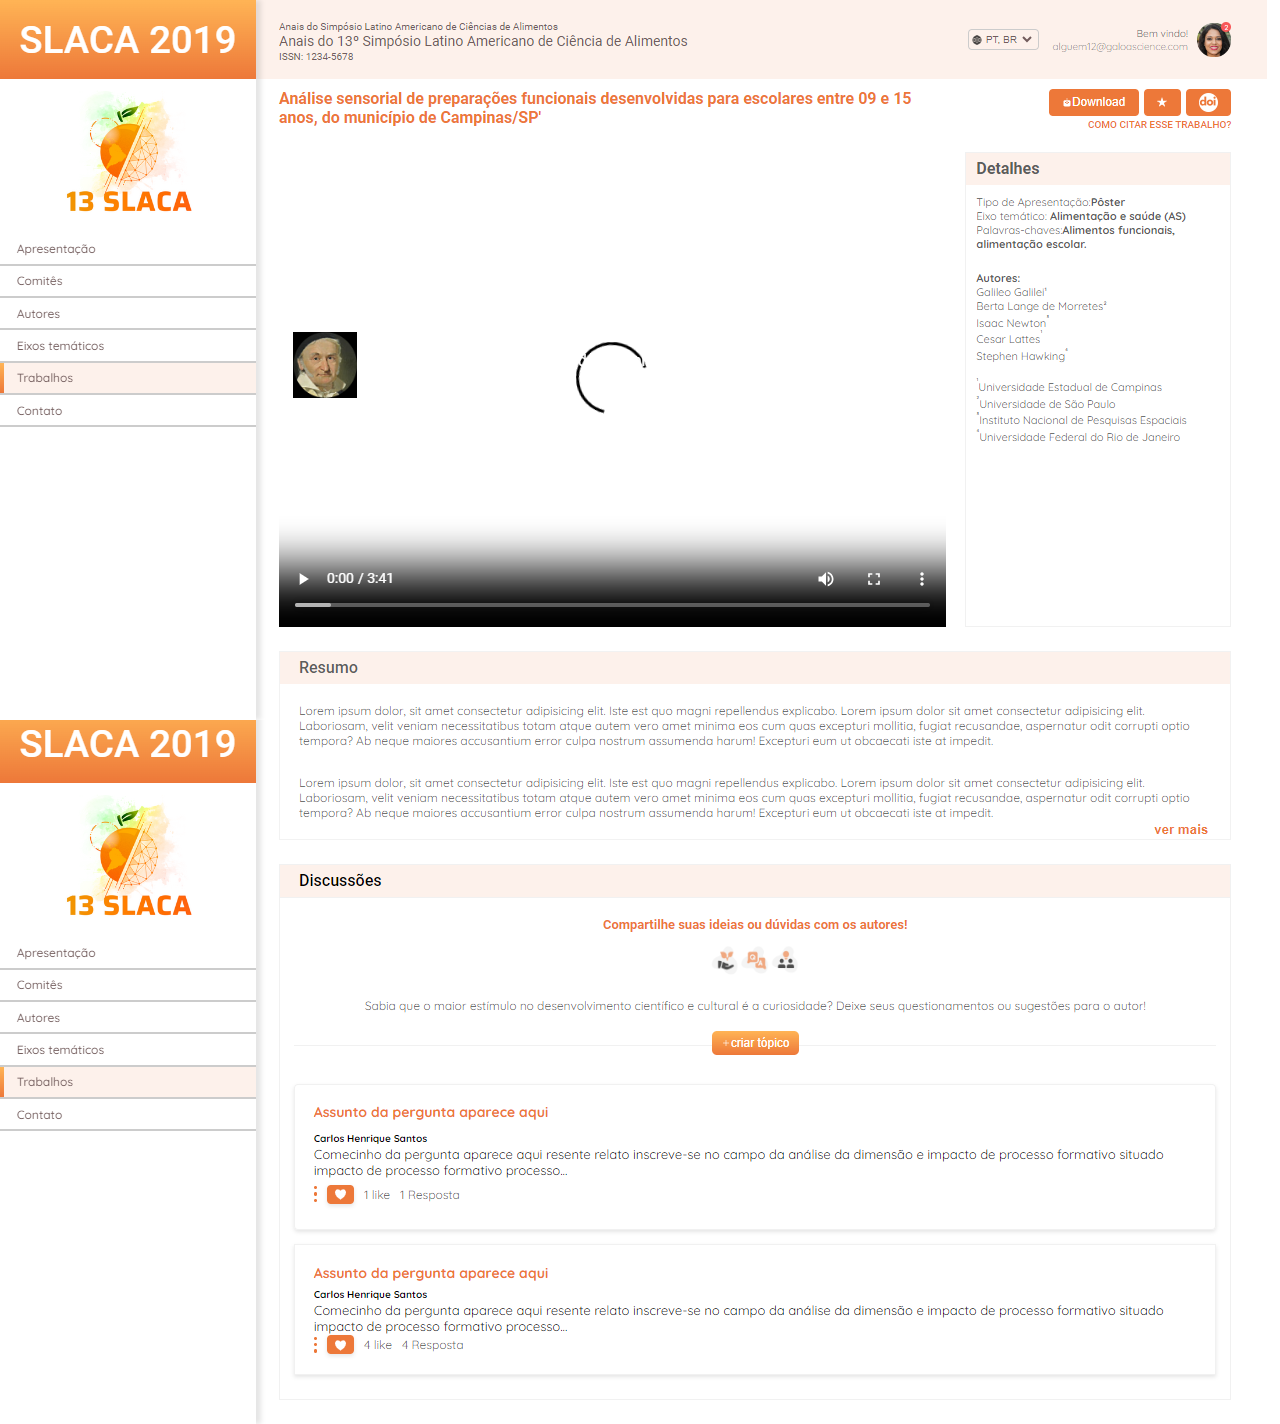 SLACA 2019
13 SLACA
Apresentação
Comitês
Autores
Eixos temáticos
Trabalhos
Contato
Anais do Simpósio Latino Americano de Ciências de Alimentos
Anais do 13º Simpósio Latino Americano de Ciência de Alimentos
ISSN: 1234-5678
PT, BR
Bem vindo!
alguem12@galoascience.com
2
Análise sensorial de preparações funcionais desenvolvidas para escolares entre 09 e 15
anos, do município de Campinas/SP'
Download
doi
COMO CITAR ESSE TRABALHO?
0:00 / 3:41
Detalhes
Tipo de Apresentação:Pôster
Eixo temático: Alimentação e saúde (AS)
Palavras-chaves:Alimentos funcionais,
alimentação escolar.
Autores:
Galileo Galilei¹
Berta Lange de Morretes²
Isaac Newton³
Cesar Lattes¹
Stephen Hawking⁴
¹Universidade Estadual de Campinas
²Universidade de São Paulo
³Instituto Nacional de Pesquisas Espaciais
⁴Universidade Federal do Rio de Janeiro
Resumo
Lorem ipsum dolor, sit amet consectetur adipisicing elit. Iste est quo magni repellendus explicabo. Lorem ipsum dolor sit amet consectetur adipisicing elit.
Laboriosam, velit veniam necessitatibus totam atque autem vero amet minima eos cum quas excepturi mollitia, fugiat recusandae, aspernatur odit corrupti optio
tempora? Ab neque maiores accusantium error culpa nostrum assumenda harum! Excepturi eum ut obcaecati iste at impedit.
Lorem ipsum dolor, sit amet consectetur adipisicing elit. Iste est quo magni repellendus explicabo. Lorem ipsum dolor sit amet consectetur adipisicing elit.
Laboriosam, velit veniam necessitatibus totam atque autem vero amet minima eos cum quas excepturi mollitia, fugiat recusandae, aspernatur odit corrupti optio
tempora? Ab neque maiores accusantium error culpa nostrum assumenda harum! Excepturi eum ut obcaecati iste at impedit.
ver mais
SLACA 2019
13 SLACA
Apresentação
Comitês
Autores
Eixos temáticos
Trabalhos
Contato
Discussões
Compartilhe suas ideias ou dúvidas com os autores!
Sabia que o maior estímulo no desenvolvimento científico e cultural é a curiosidade? Deixe seus questionamentos ou sugestões para o autor!
+criar tòpico
Assunto da pergunta aparece aqui
Carlos Henrique Santos
Comecinho da pergunta aparece aqui resente relato inscreve-se no campo da análise da dimensão e impacto de processo formativo situado
impacto de processo formativo processo...
1 like 1 Resposta
Assunto da pergunta aparece aqui
Carlos Henrique Santos
Comecinho da pergunta aparece aqui resente relato inscreve-se no campo da análise da dimensão e impacto de processo formativo situado
impacto de processo formativo processo...
4 like 4 Resposta